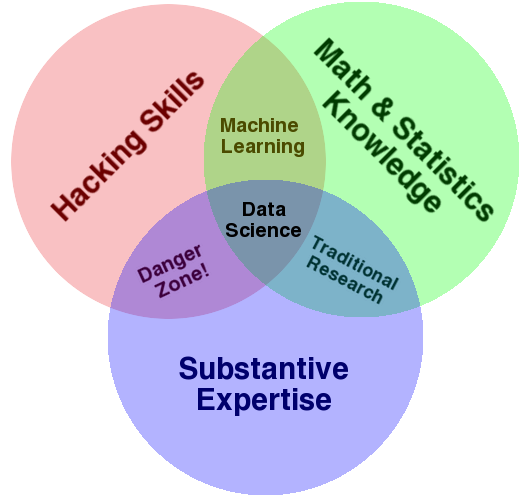 Hacking Skills
Math & Statistics
Knowledge
Machine
Learning
Data
Science
Danger
Zone!
Traditional
Research
Substantive
Expertise